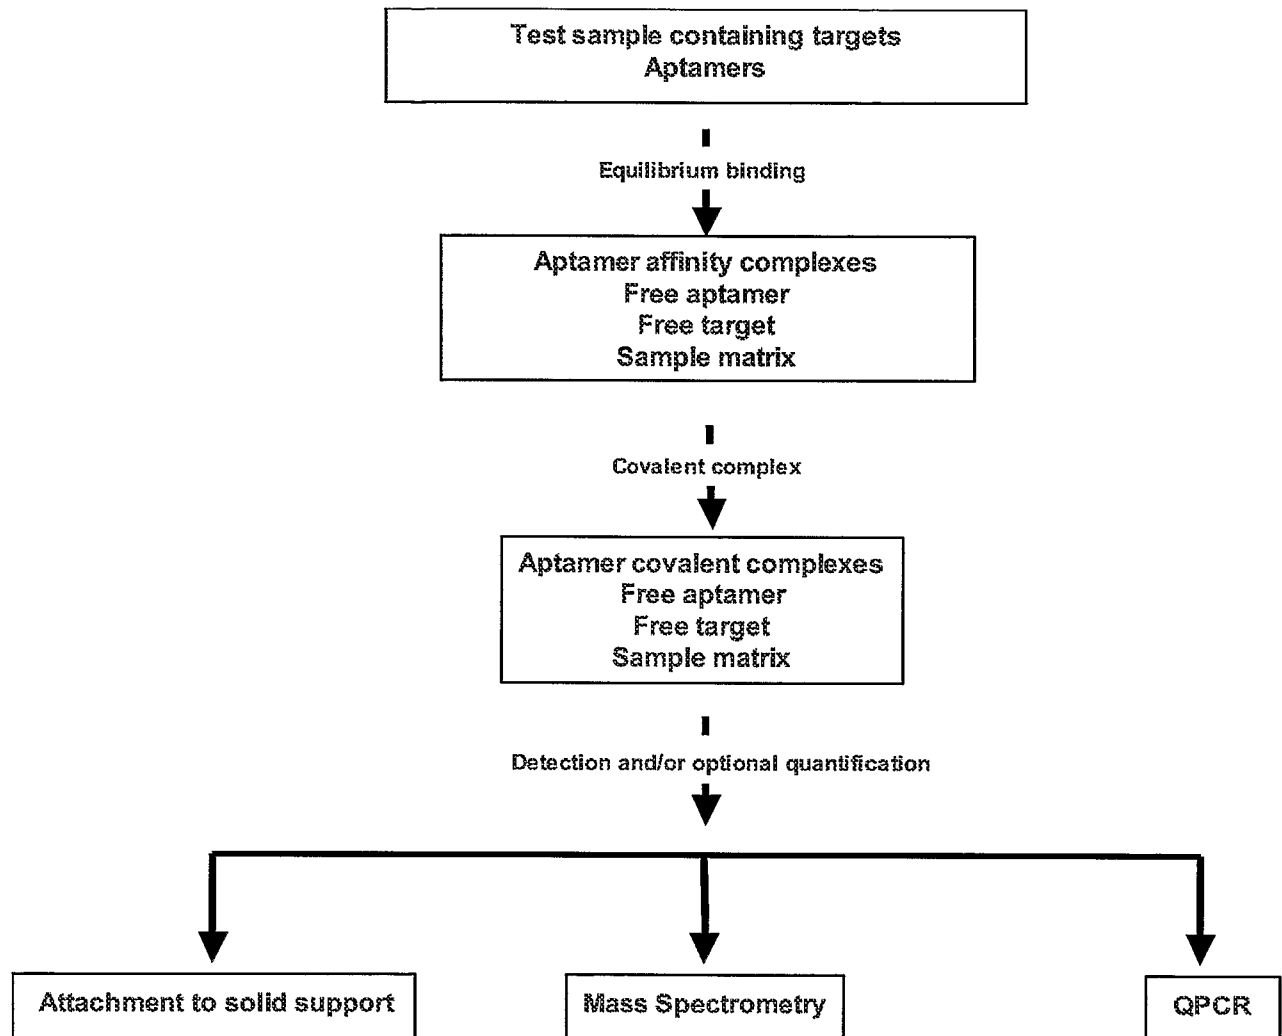 Test sample containing targets
Aptamers
Equilibrium binding
Aptamer affinity complexes
Free aptamer
Free target
Sample matrix
Covalent complex
Aptamer covalent complexes
Free aptamer
Free target
Sample matrix
Detection and/or optional quantification
Attachment to solid support
Mass Spectrometry
QPCR